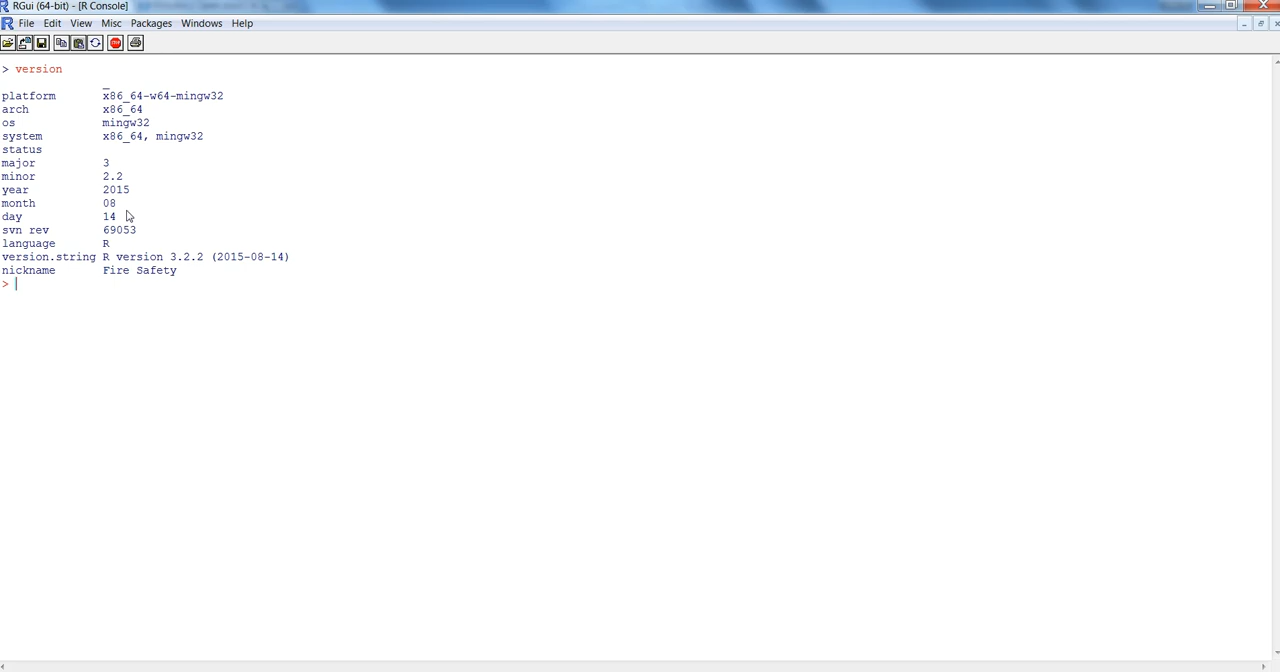 RGui (64-bit) - [R Console]
File Edit View Misc Packages Windows Help
> version
_
platform x86_64-w64-mingw32
arch x86_64
os mingw32
system x86_64, mingw32
status
major 3
minor 2.2
year 2015
month 08
day 14
svn rev 69053
language R
version.string R version 3.2.2 (2015-08-14)
nickname Fire Safety
>